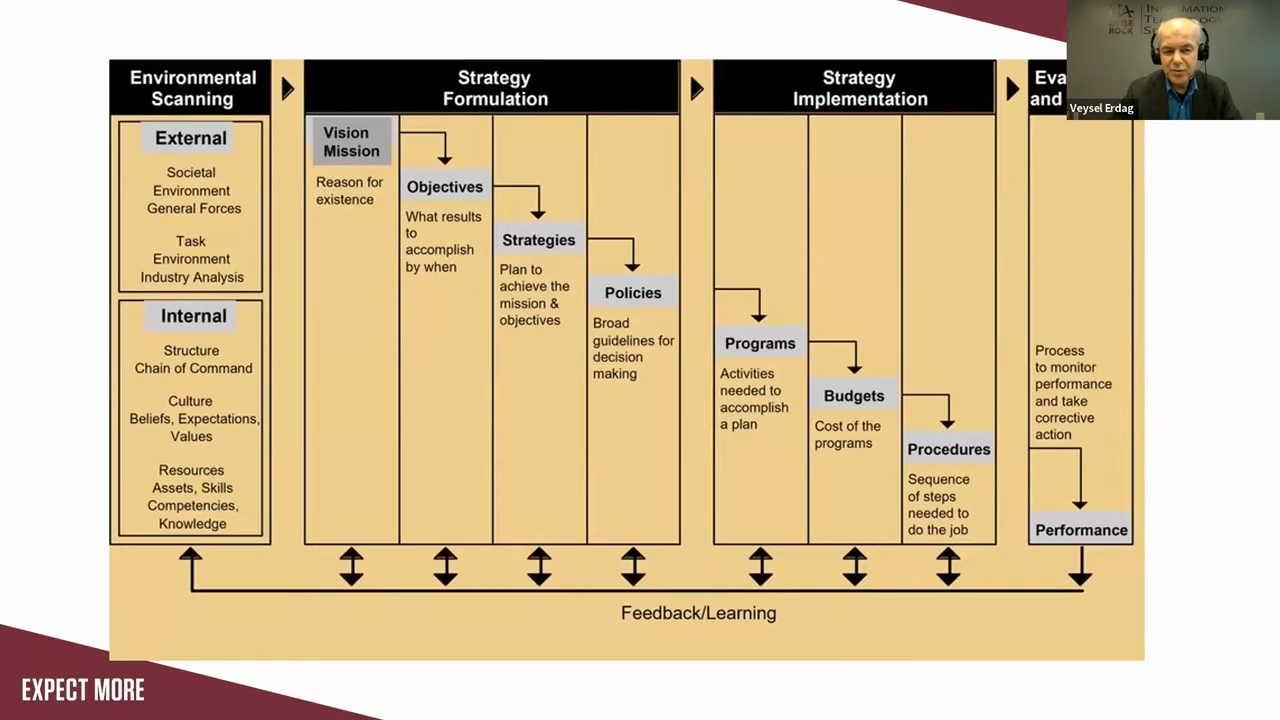 Environmental
Scanning
External
Societal
Environment
General Forces
Task
Environment
Industry Analysis
Internal
Structure
Chain of Command
Culture
Beliefs, Expectations,
Values
Resources
Assets, Skills
Competencies,
Knowledge
Strategy
Formulation
Vision
Mission
Reason for
existence
Objectives
What results
to
accomplish
by when
Strategies
Plan to
achieve the
mission &
objectives
Policies
Broad
guidelines for
decision
making
Strategy
Implementation
Programs
Activities
needed to
accomplish
a plan
Budgets
Cost of the
programs
Procedures
Sequence
of steps
needed to
do the job
and
Process
to monitor
performance
and take
corrective
action
Performance
Feedback/Learning
LITTLE
ROCK
Veysel Erdag
EXPECT MORE